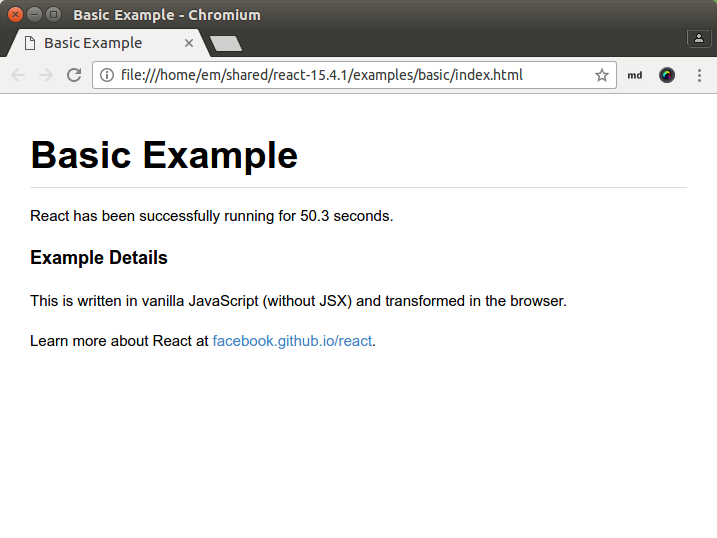 Basic Example - Chromium
Basic Example
file:///home/em/shared/react-15.4.1/examples/basic/index.html
md
Basic Example
React has been successfully running for 50.3 seconds.
Example Details
This is written in vanilla JavaScript (without JSX) and transformed in the browser.
Learn more about React at facebook.github.io/react.